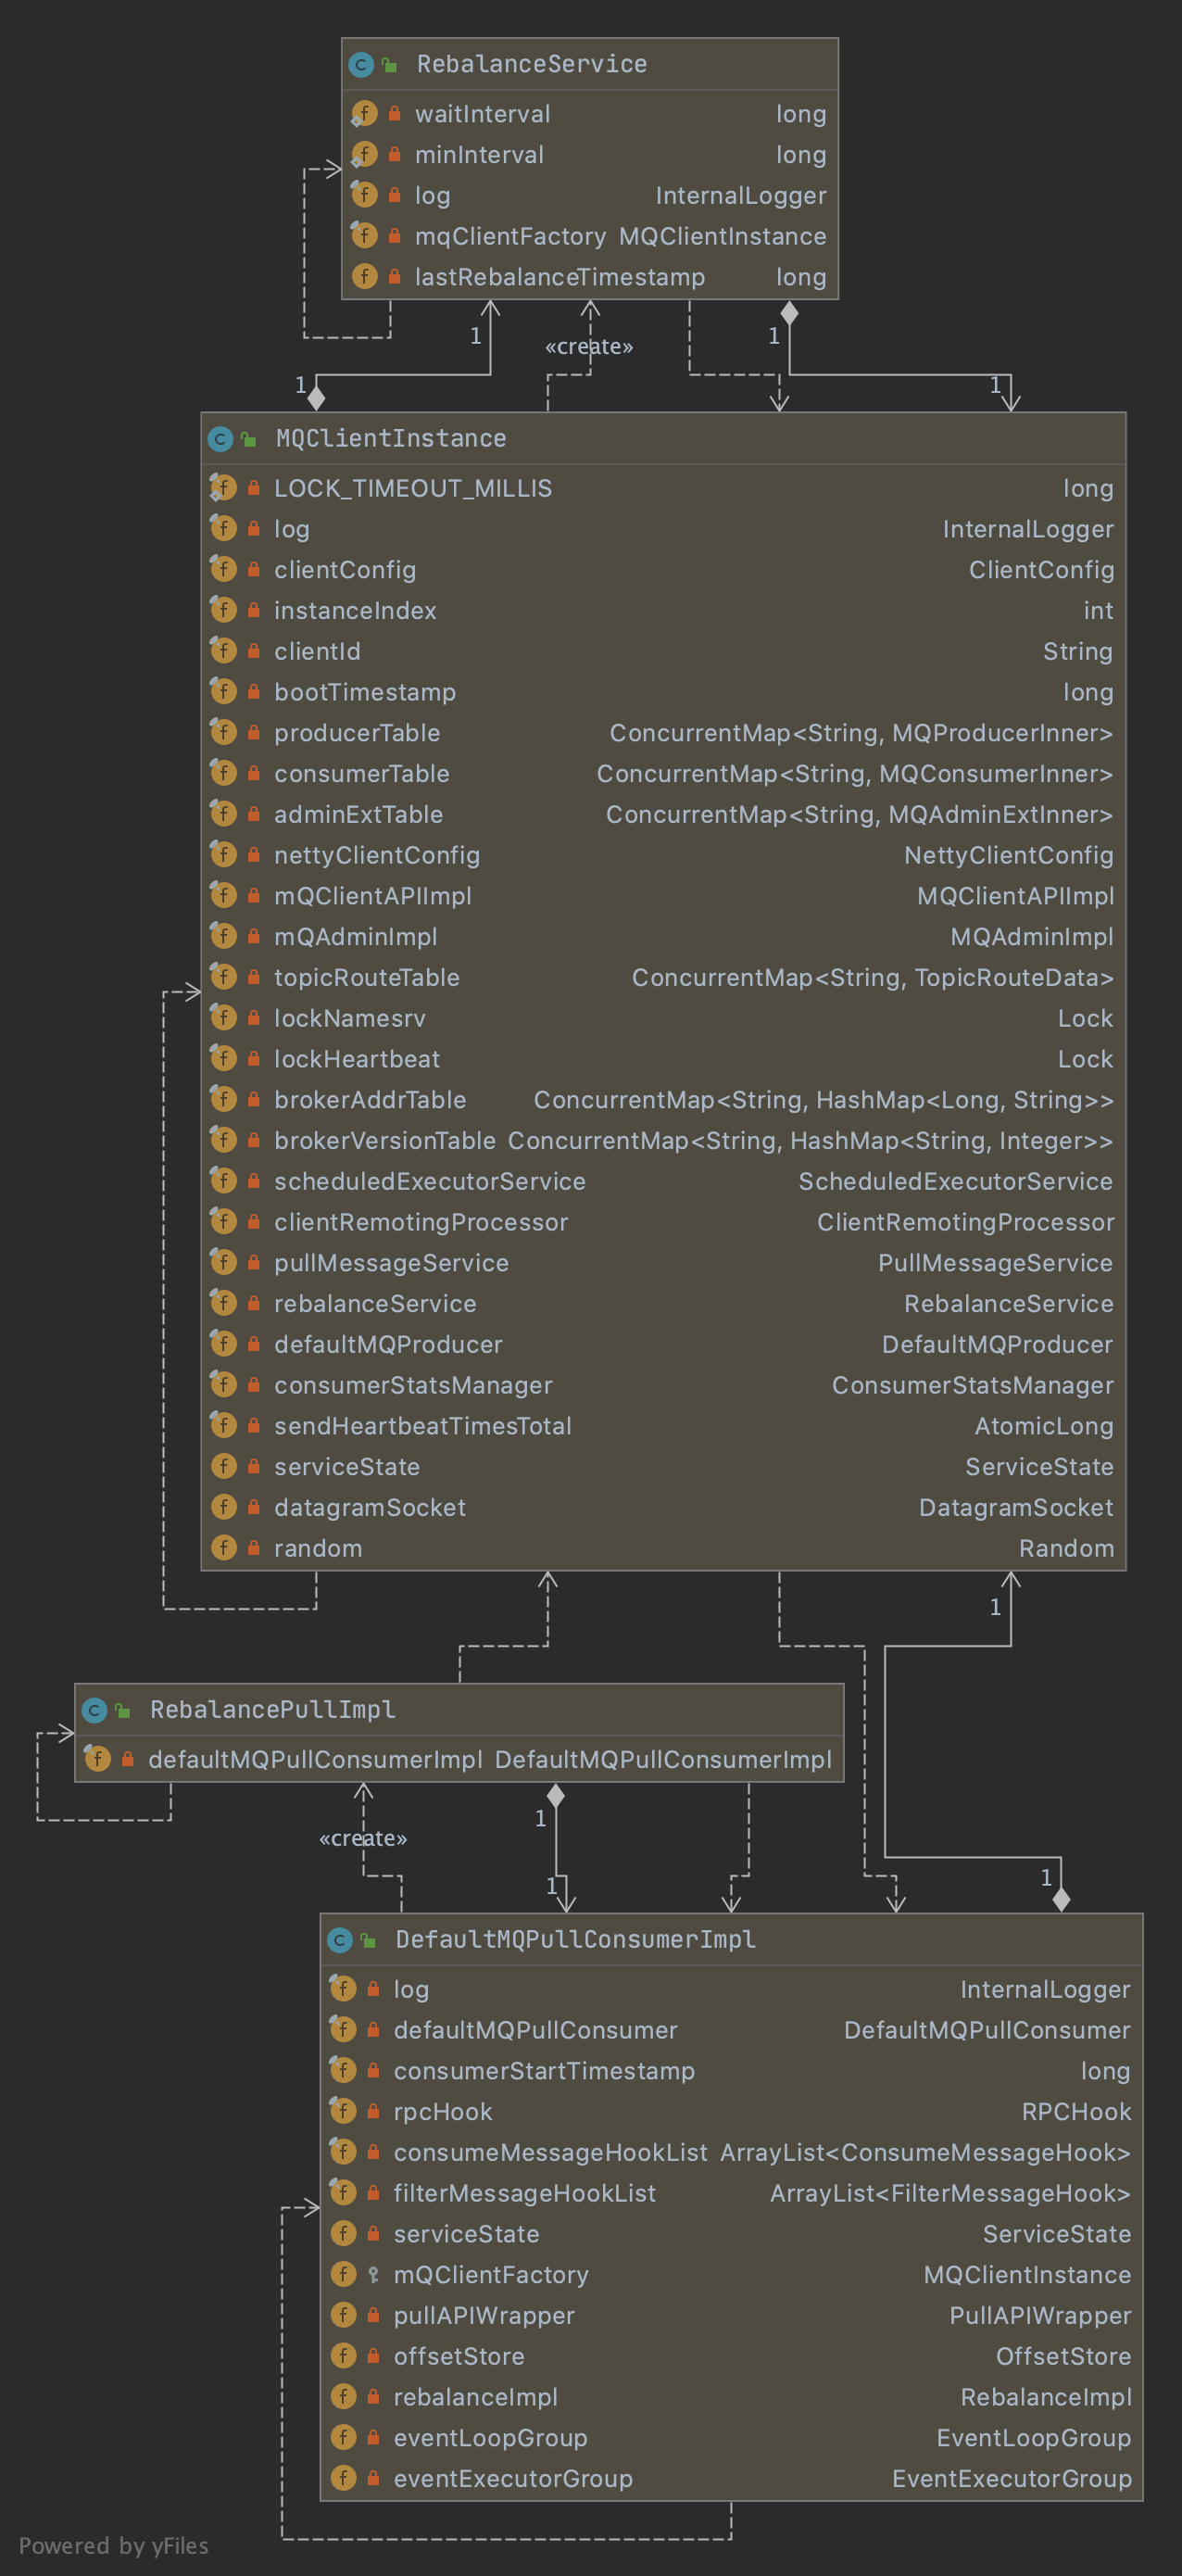 RebalanceService
waitInterval long
minInterval long
log InternalLogger
mqClientFactory MQClientInstance
lastRebalanceTimestamp long
1 1
«create»
1 1
MQClientInstance
LOCK_TIMEOUT_MILLIS long
log InternalLogger
clientConfig ClientConfig
instanceIndex int
clientId String
bootTimestamp long
producerTable ConcurrentMap<String, MQProducerInner>
consumerTable ConcurrentMap<String, MQConsumerInner>
adminExtTable ConcurrentMap<String, MQAdminExtInner>
nettyClientConfig NettyClientConfig
mQClientAPIImpl MQClientAPIImpl
mQAdminImpl MQAdminImpl
topicRouteTable ConcurrentMap<String, TopicRouteData>
lockNamesrv Lock
lockHeartbeat Lock
brokerAddrTable ConcurrentMap<String, HashMap<Long, String>>
brokerVersionTable ConcurrentMap<String, HashMap<String, Integer>>
scheduledExecutorService ScheduledExecutorService
clientRemotingProcessor ClientRemotingProcessor
pullMessageService PullMessageService
rebalanceService RebalanceService
defaultMQProducer DefaultMQProducer
consumerStatsManager ConsumerStatsManager
sendHeartbeatTimesTotal AtomicLong
serviceState ServiceState
datagramSocket DatagramSocket
random Random
1
RebalancePullImpl
defaultMQPullConsumerImpl DefaultMQPullConsumerImpl
1
«create»
1 1
DefaultMQPullConsumerImpl
log InternalLogger
defaultMQPullConsumer DefaultMQPullConsumer
consumerStartTimestamp long
rpcHook RPCHook
consumeMessageHookList ArrayList<ConsumeMessageHook>
filterMessageHookList ArrayList<FilterMessageHook>
serviceState ServiceState
mQClientFactory MQClientInstance
pullAPIWrapper PullAPIWrapper
offsetStore OffsetStore
rebalanceImpl RebalanceImpl
eventLoopGroup EventLoopGroup
eventExecutorGroup EventExecutorGroup
Powered by yFiles